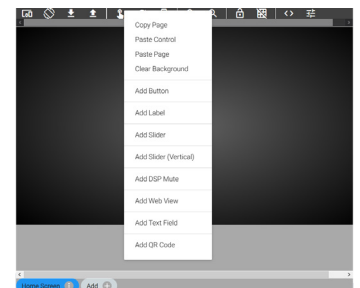 Copy Page
Paste Control
Paste Page
Clear Background
Add Button
Add Label
Add Slider
Add Slider (Vertical)
Add DSP Mute
Add Web View
Add Text Field
Add QR Code
Home Screen
Add